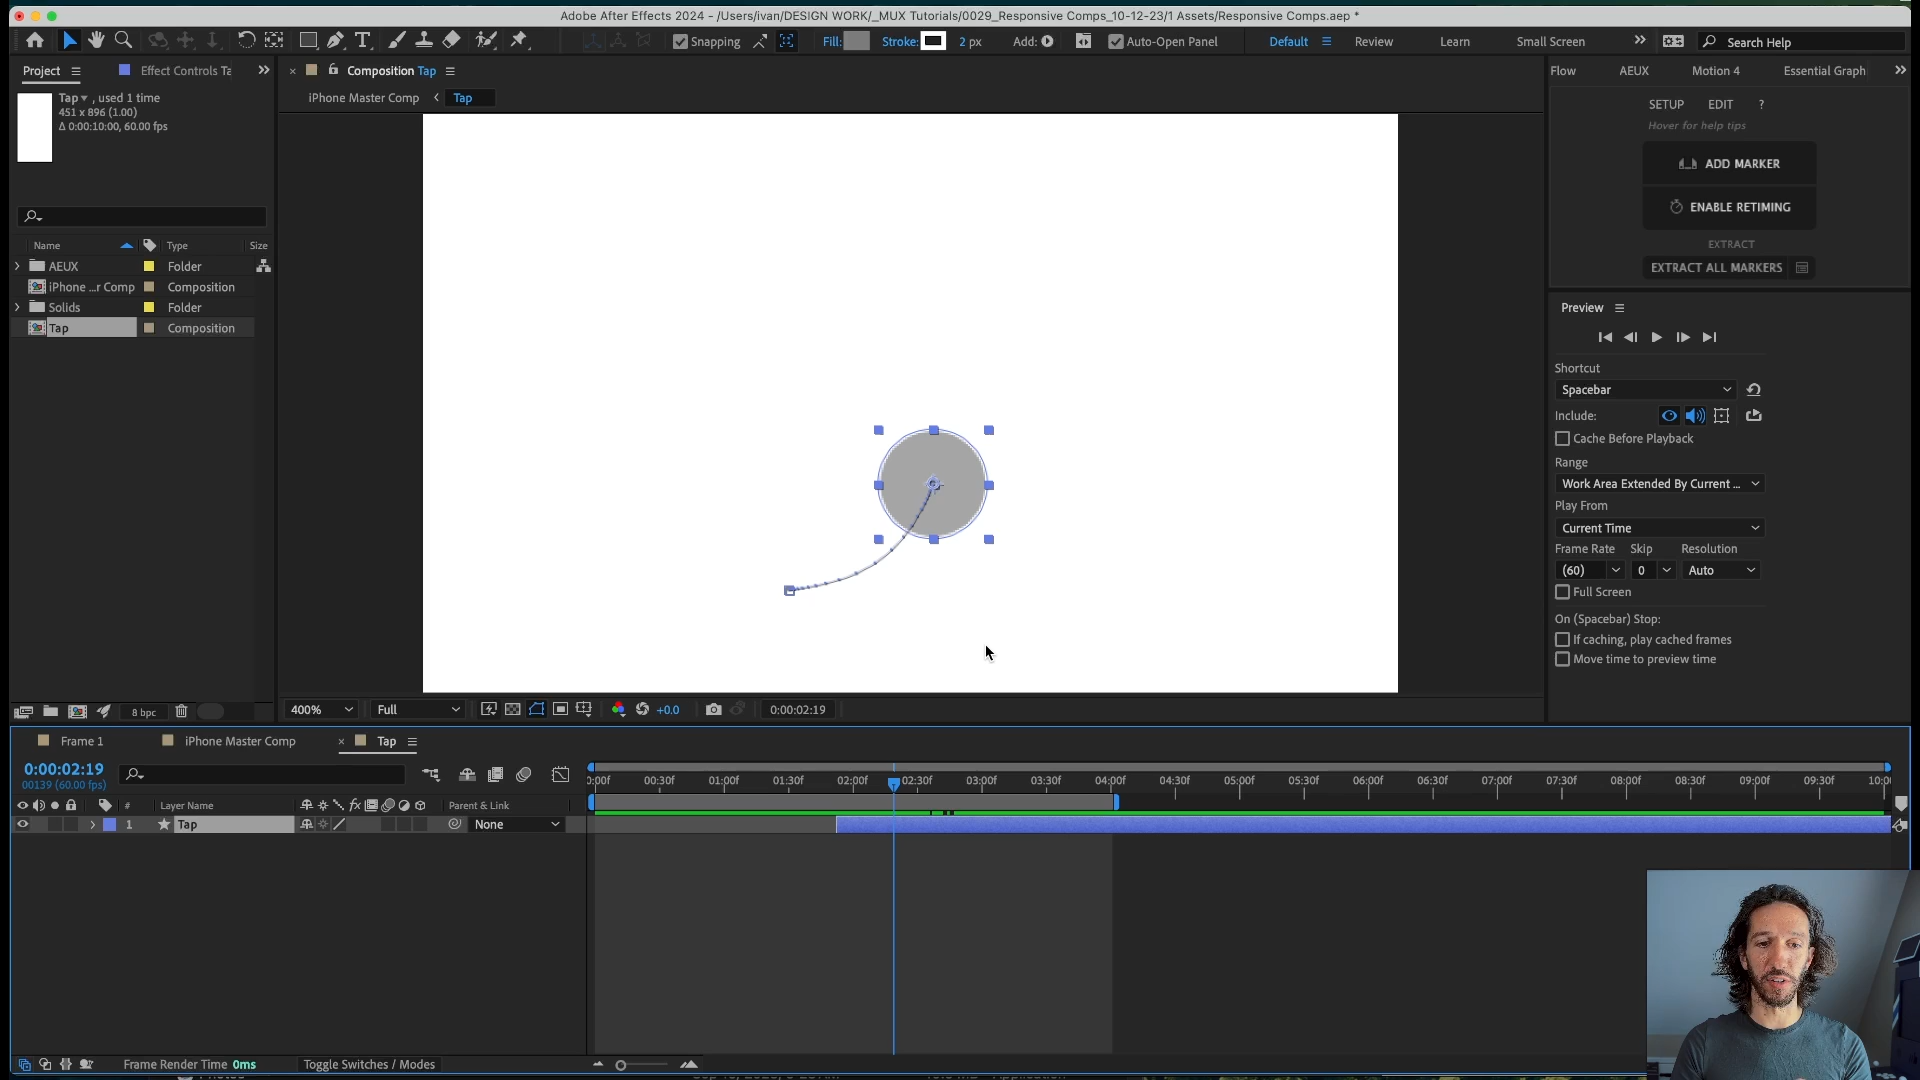 Adobe After Effects 2024 - /Users/ivan/DESIGN WORK/_MUX Tutorials/0029_Responsive Comps_10-12-23/1 Assets/Responsive Comps.aep *
Snapping
Fill:
Stroke:
2 px
Add:
Auto-Open Panel
Default
Review
Learn
Small Screen
Search Help
Project
Effect Controls Ta
Composition Tap
Flow
AEUX
Motion 4
Essential Graph
Tap , used 1 time
451 x 896 (1.00)
Δ 0:00:10:00, 60.00 fps
iPhone Master Comp
Tap
SETUP
EDIT
?
Hover for help tips
ADD MARKER
ENABLE RETIMING
EXTRACT
EXTRACT ALL MARKERS
Name
Type
Size
AEUX
Folder
iPhone ...r Comp
Composition
Solids
Folder
Tap
Composition
Preview
Shortcut
Spacebar
Include:
Cache Before Playback
Range
Work Area Extended By Current ...
Play From
Current Time
Frame Rate
Skip
Resolution
(60)
0
Auto
Full Screen
On (Spacebar) Stop:
If caching, play cached frames
Move time to preview time
8 bpc
400%
Full
+0.0
0:00:02:19
Frame 1
iPhone Master Comp
Tap
0:00:02:19
00139 (60.00 fps)
:00f
00:30f
01:00f
01:30f
02:00f
02:30f
03:00f
03:30f
04:00f
04:30f
05:00f
05:30f
06:00f
06:30f
07:00f
07:30f
08:00f
08:30f
09:00f
09:30f
10:00
#
Layer Name
fx
Parent & Link
1
Tap
None
Frame Render Time 0ms
Toggle Switches / Modes